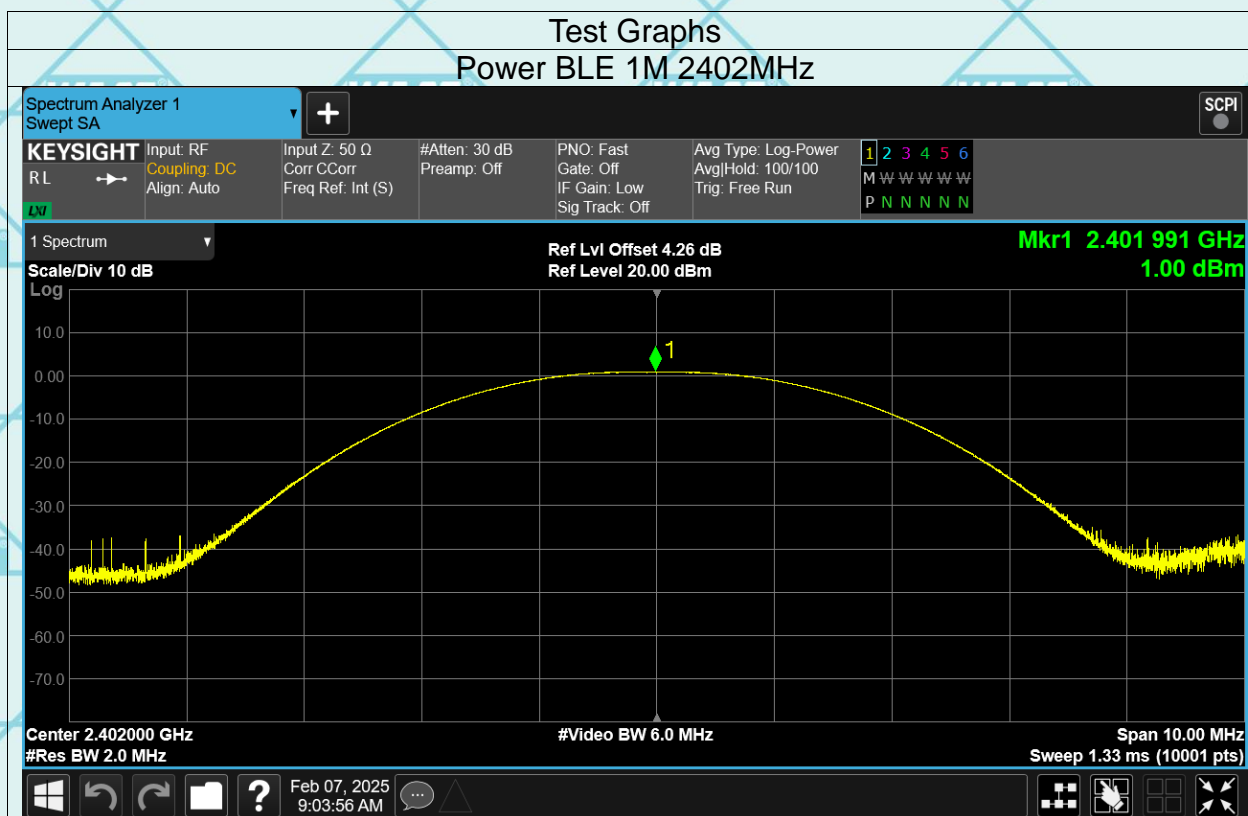 Test Graphs
Power BLE 1M 2402MHz
Spectrum Analyzer 1
Swept SA
+
SCPI
KEYSIGHT
RL
LXI
Input: RF
Coupling: DC
Align: Auto
Input Z: 50 Ω
Corr CCorr
Freq Ref: Int (S)
#Atten: 30 dB
Preamp: Off
PNO: Fast
Gate: Off
IF Gain: Low
Sig Track: Off
Avg Type: Log-Power
Avg|Hold: 100/100
Trig: Free Run
1 2 3 4 5 6
M W W W W W
P N N N N N
1 Spectrum
Scale/Div 10 dB
Log
Ref Lvl Offset 4.26 dB
Ref Level 20.00 dBm
Mkr1 2.401 991 GHz
1.00 dBm
1
10.0
0.00
-10.0
-20.0
-30.0
-40.0
-50.0
-60.0
-70.0
Center 2.402000 GHz
#Res BW 2.0 MHz
#Video BW 6.0 MHz
Span 10.00 MHz
Sweep 1.33 ms (10001 pts)
?
Feb 07, 2025
9:03:56 AM